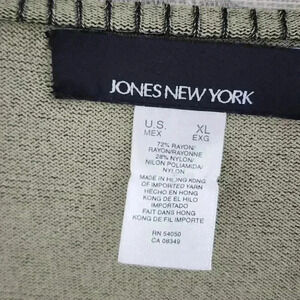 JONES NEW YORK
U.S. XL
MEX EXG
72% RAYON/
RAYON/RAYONNE
28% NYLON/
NILON POLIAMIDA/
NYLON
MADE IN HONG KONG
OF IMPORTED YARN
HECHO EN HONG
KONG DE EL HILO
IMPORTADO
FAIT DANS HONG
KONG DE FIL IMPORTE
RN 54050
CA 08349